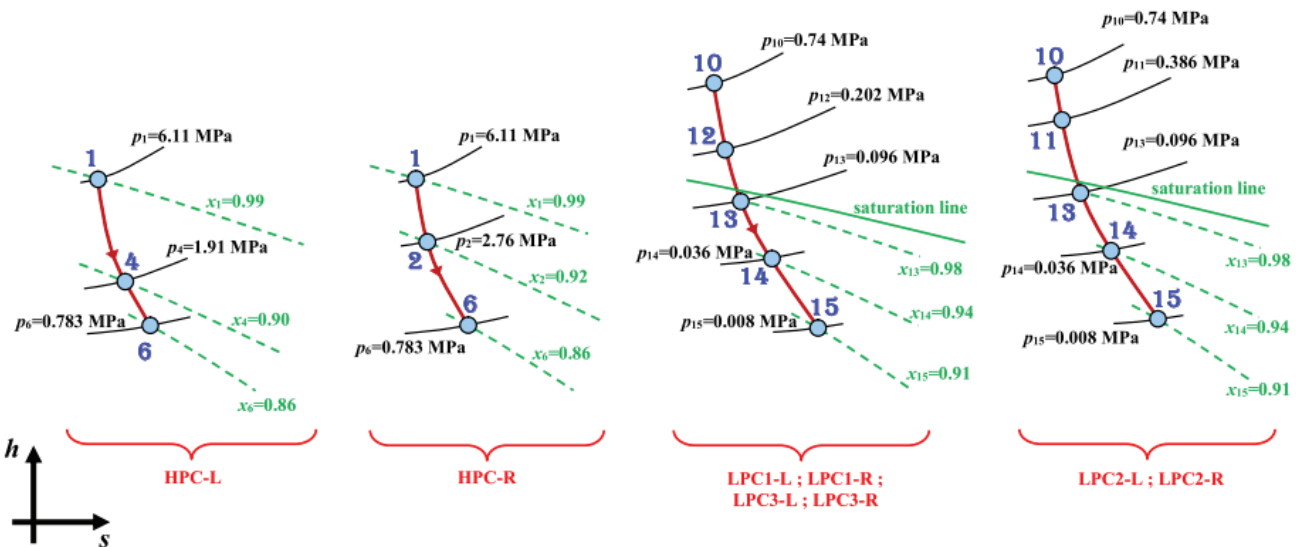 1
p1=6.11 MPa
x1=0.99
p4=1.91 MPa
4
x4=0.90
p6=0.783 MPa
6
x6=0.86
HPC-L
1
p1=6.11 MPa
x1=0.99
p2=2.76 MPa
2
x2=0.92
6
p6=0.783 MPa
x6=0.86
HPC-R
10
p10=0.74 MPa
12
p12=0.202 MPa
p13=0.096 MPa
13
saturation line
x13=0.98
p14=0.036 MPa
14
x14=0.94
15
p15=0.008 MPa
x15=0.91
LPC1-L ; LPC1-R ;
LPC3-L ; LPC3-R
p10=0.74 MPa
10
p11=0.386 MPa
11
p13=0.096 MPa
saturation line
13
x13=0.98
14
p14=0.036 MPa
x14=0.94
15
p15=0.008 MPa
x15=0.91
LPC2-L ; LPC2-R
h
s